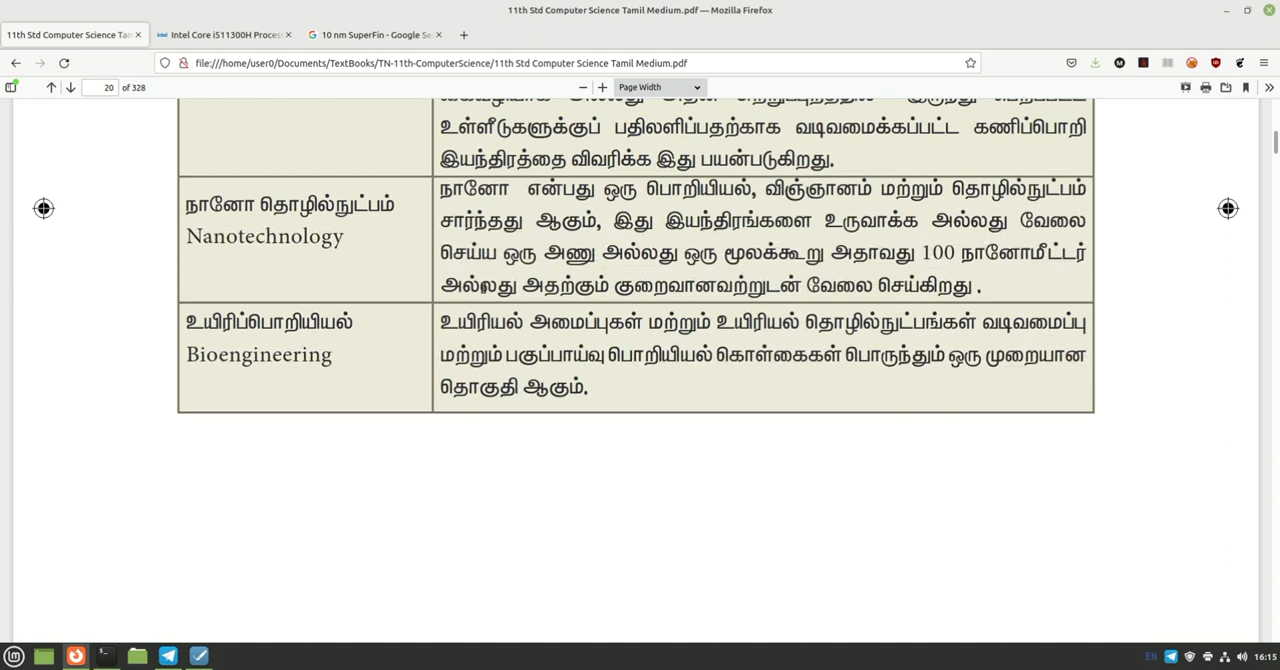 11th Std Computer Science Tamil Medium.pdf — Mozilla Firefox
11th Std Computer Science Tam
Intel Core i511300H Process
10 nm SuperFin - Google Se
file:///home/user0/Documents/TextBooks/TN-11th-ComputerScience/11th Std Computer Science Tamil Medium.pdf
20 of 328
Page Width
உள்ளீடுகளுக்குப் பதிலளிப்பதற்காக வடிவமைக்கப்பட்ட கணிப்பொறி
இயந்திரத்தை விவரிக்க இது பயன்படுகிறது.
நானோ தொழில்நுட்பம்
Nanotechnology
நானோ என்பது ஒரு பொறியியல், விஞ்ஞானம் மற்றும் தொழில்நுட்பம்
சார்ந்தது ஆகும், இது இயந்திரங்களை உருவாக்க அல்லது வேலை
செய்ய ஒரு அணு அல்லது ஒரு மூலக்கூறு அதாவது 100 நானோமீட்டர்
அல்லது அதற்கும் குறைவானவற்றுடன் வேலை செய்கிறது .
உயிரிப்பொறியியல்
Bioengineering
உயிரியல் அமைப்புகள் மற்றும் உயிரியல் தொழில்நுட்பங்கள் வடிவமைப்பு
மற்றும் பகுப்பாய்வு பொறியியல் கொள்கைகள் பொருந்தும் ஒரு முறையான
தொகுதி ஆகும்.
EN 16:15